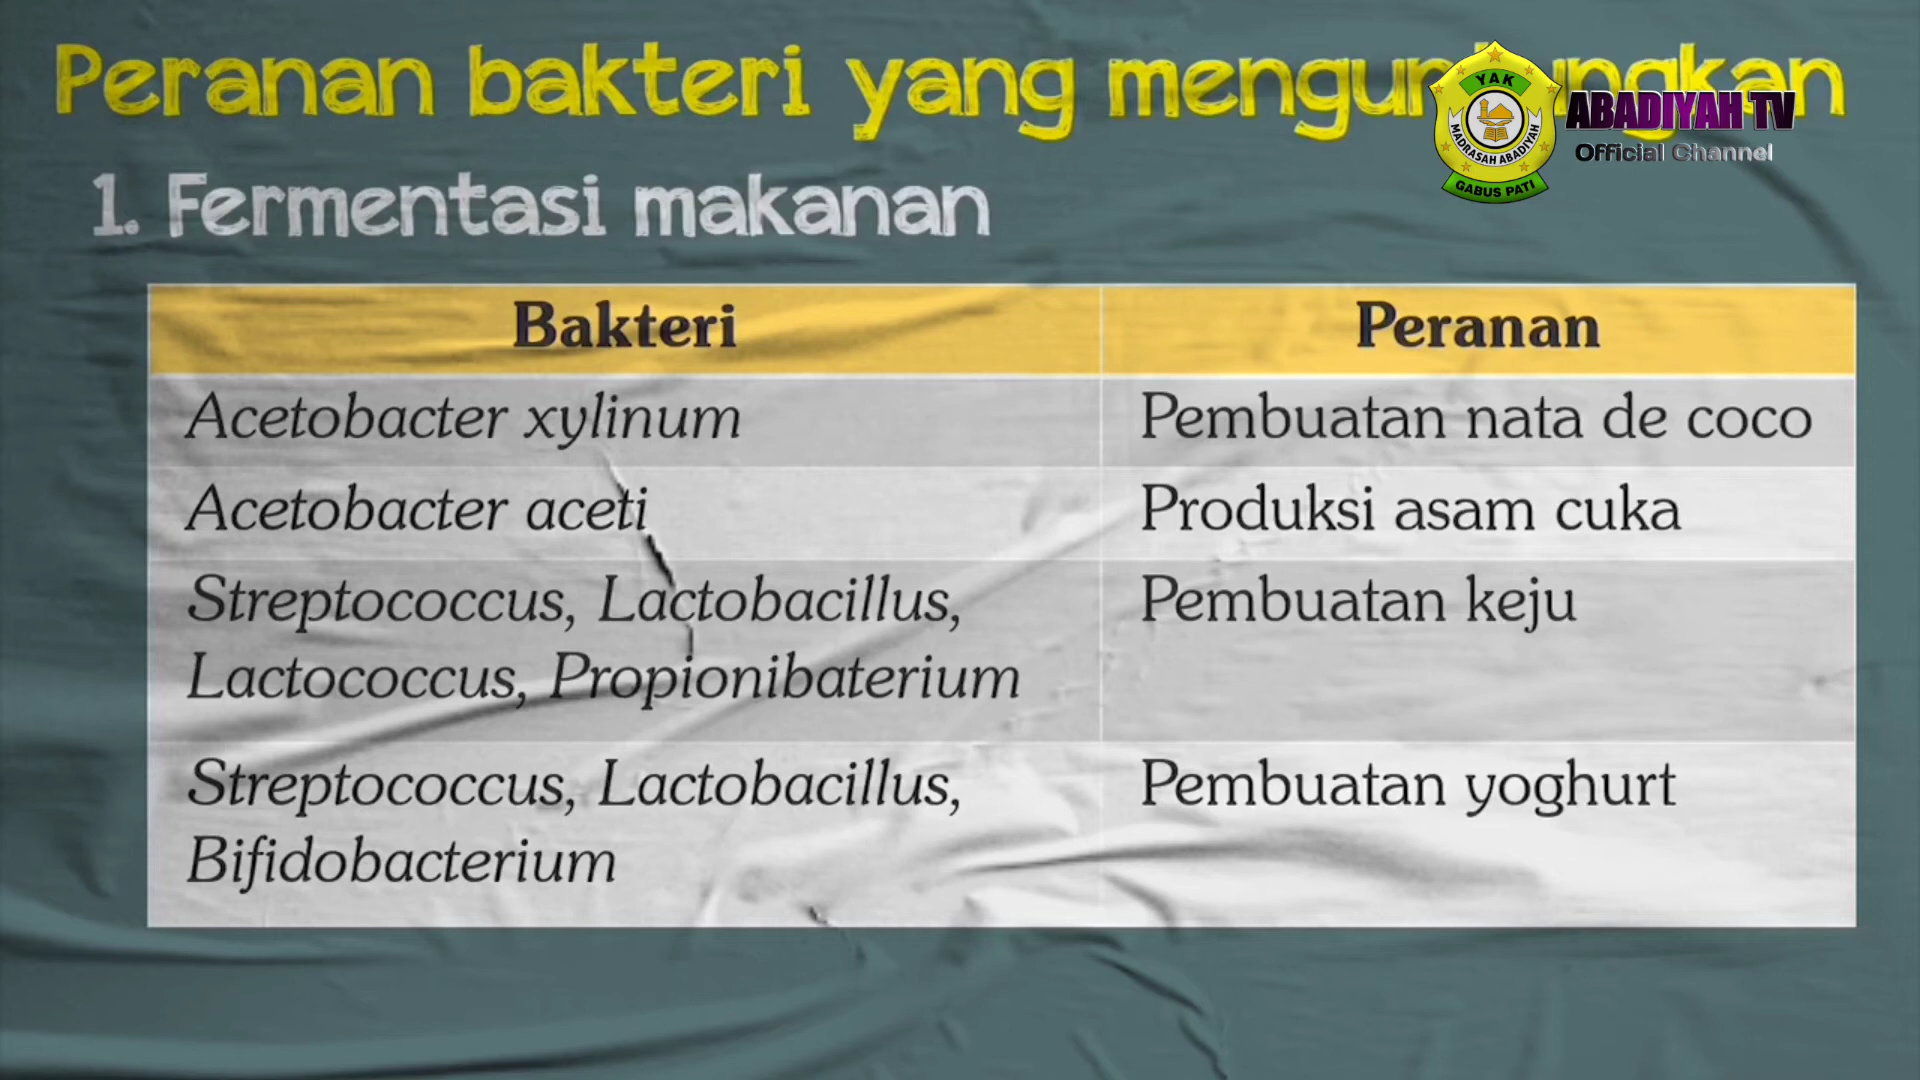 Peranan bakteri yang menguntungkan
YAK
MADRASAH ABADIYAH
GABUS PATI
ABADIYAH TV
Official Channel
1. Fermentasi makanan
Bakteri Peranan
Acetobacter xylinum Pembuatan nata de coco
Acetobacter aceti Produksi asam cuka
Streptococcus, Lactobacillus, Pembuatan keju
Lactococcus, Propionibaterium
Streptococcus, Lactobacillus, Pembuatan yoghurt
Bifidobacterium